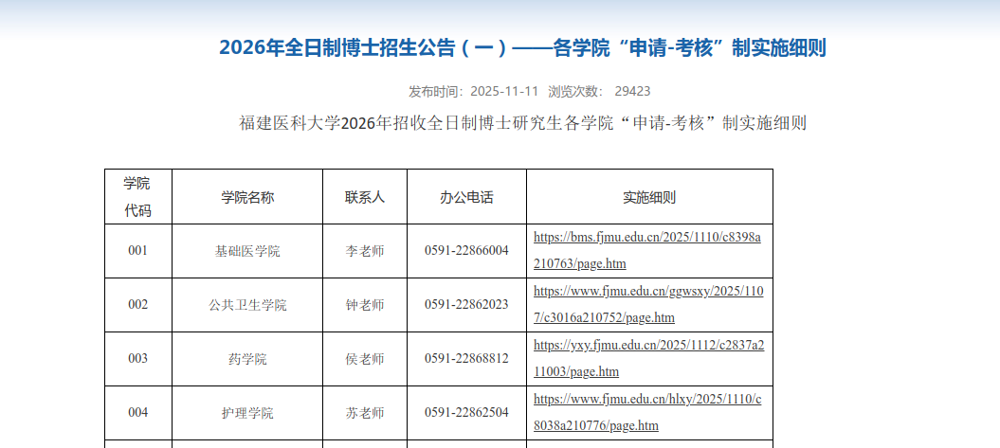 2026年全日制博士招生公告（一）——各学院“申请-考核”制实施细则
发布时间：2025-11-11 浏览次数： 29423
福建医科大学2026年招收全日制博士研究生各学院“申请-考核”制实施细则
学院
代码
学院名称
联系人
办公电话
实施细则
001
基础医学院
李老师
0591-22866004
https://bms.fjmu.edu.cn/2025/1110/c8398a
210763/page.htm
002
公共卫生学院
钟老师
0591-22862023
https://www.fjmu.edu.cn/ggwsxy/2025/110
7/c3016a210752/page.htm
003
药学院
侯老师
0591-22868812
https://yxy.fjmu.edu.cn/2025/1112/c2837a2
11003/page.htm
004
护理学院
苏老师
0591-22862504
https://www.fjmu.edu.cn/hlxy/2025/1110/c
8038a210776/page.htm